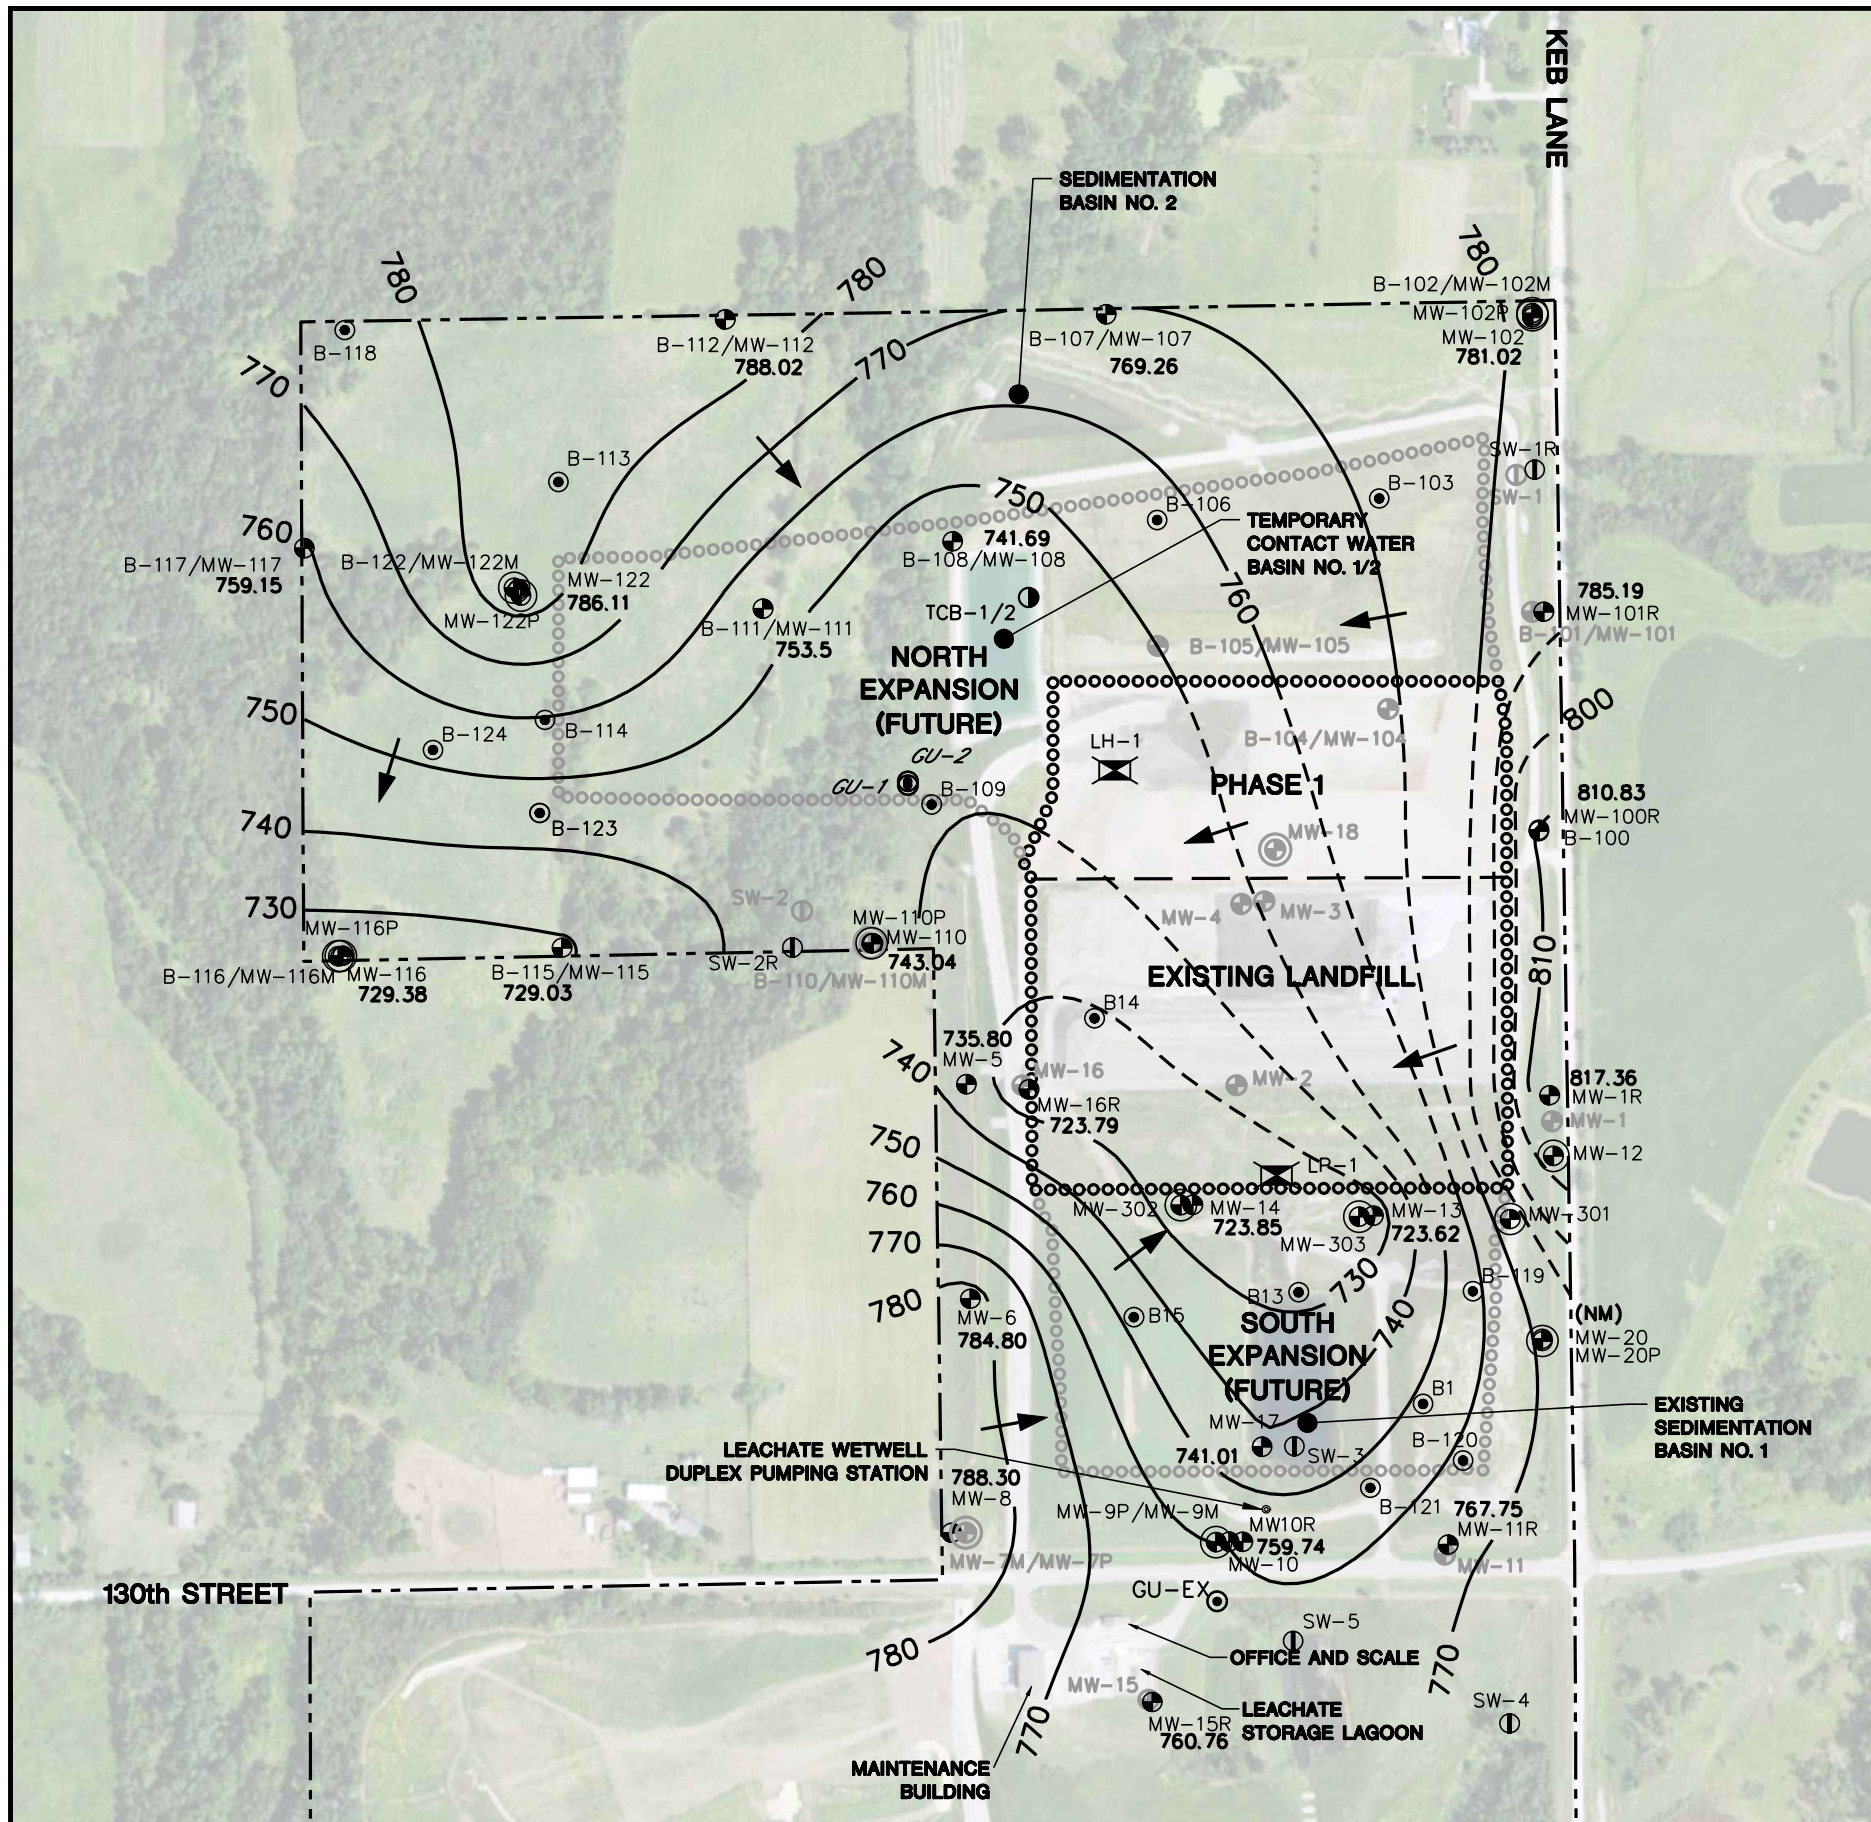 KEB LANE
SEDIMENTATION
BASIN NO. 2
780
780
780
B-102/MW-102M
MW-102P
MW-102
781.02
B-118
B-112/MW-112
788.02
770
B-107/MW-107
769.26
770
B-113
SW-1R
SW-1
B-103
750
B-106
TEMPORARY
CONTACT WATER
BASIN NO. 1/2
760
B-117/MW-117
759.15
B-122/MW-122M
MW-122
786.11
MW-122P
741.69
B-108/MW-108
TCB-1/2
B-111/MW-111
753.5
760
785.19
MW-101R
B-101/MW-101
B-105/MW-105
NORTH
EXPANSION
(FUTURE)
750
B-124
B-114
800
B-104/MW-104
LH-1
GU-2
GU-1
B-109
PHASE 1
810.83
MW-100R
B-100
740
B-123
MW-18
730
MW-116P
B-116/MW-116M
MW-116
729.38
B-115/MW-115
729.03
SW-2
SW-2R
MW-110P
MW-110
743.04
B-110/MW-110M
MW-4
MW-3
EXISTING LANDFILL
810
B14
735.80
MW-5
740
MW-16
MW-16R
723.79
MW-2
817.36
MW-1R
MW-1
MW-12
750
LP-1
760
MW-302
MW-14
723.85
MW-303
MW-13
723.62
MW-301
770
730
B13
B-119
780
MW-6
784.80
B15
SOUTH
EXPANSION
(FUTURE)
740
(NM)
MW-20
MW-20P
B1
EXISTING
SEDIMENTATION
BASIN NO. 1
MW-17
741.01
SW-3
B-120
LEACHATE WETWELL
DUPLEX PUMPING STATION
788.30
MW-8
MW-7M/MW-7P
MW-9P/MW-9M
MW10R
759.74
MW-10
B-121
767.75
MW-11R
MW-11
130th STREET
GU-EX
SW-5
780
OFFICE AND SCALE
770
MW-15
MW-15R
760.76
LEACHATE
STORAGE LAGOON
SW-4
770
MAINTENANCE
BUILDING